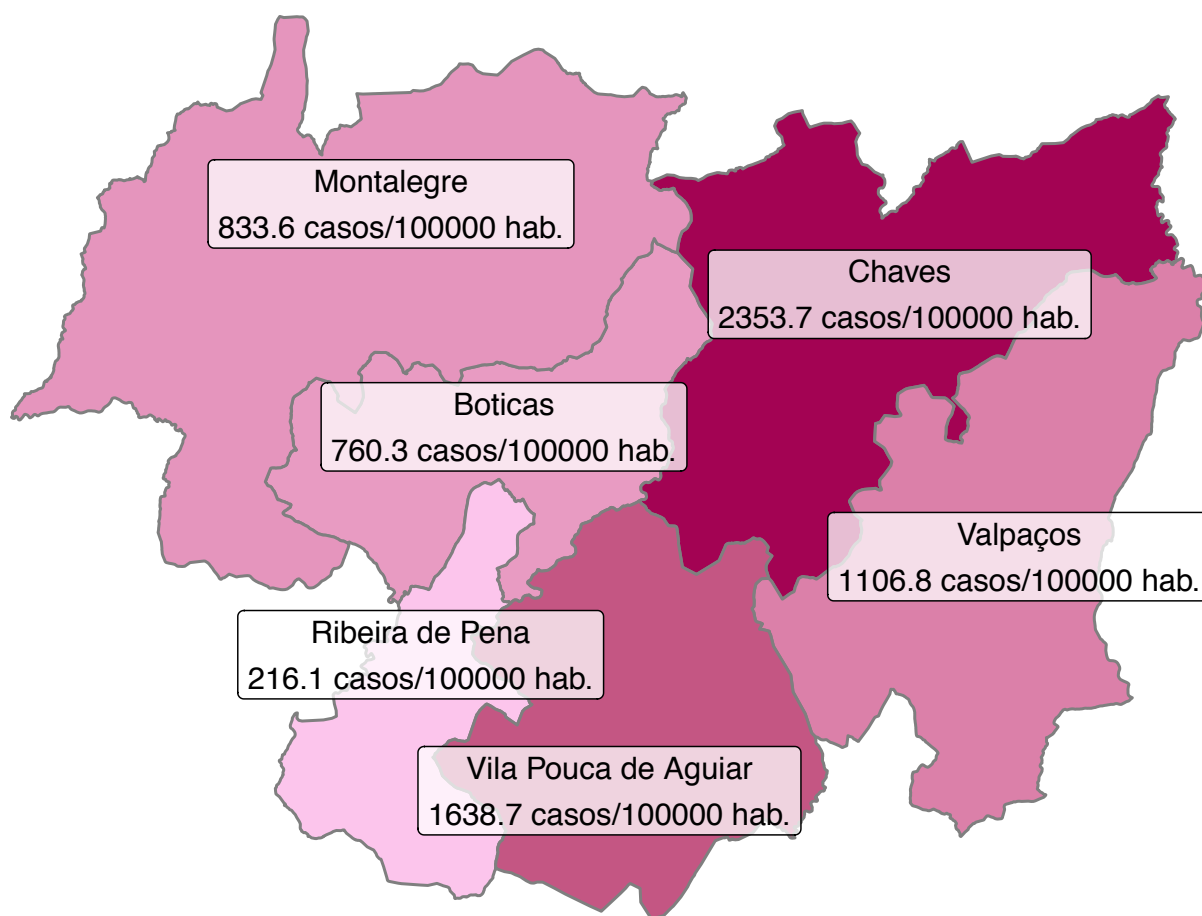 Montalegre
833.6 casos/100000 hab.
Chaves
2353.7 casos/100000 hab.
Boticas
760.3 casos/100000 hab.
Valpaços
1106.8 casos/100000 hab.
Ribeira de Pena
216.1 casos/100000 hab.
Vila Pouca de Aguiar
1638.7 casos/100000 hab.